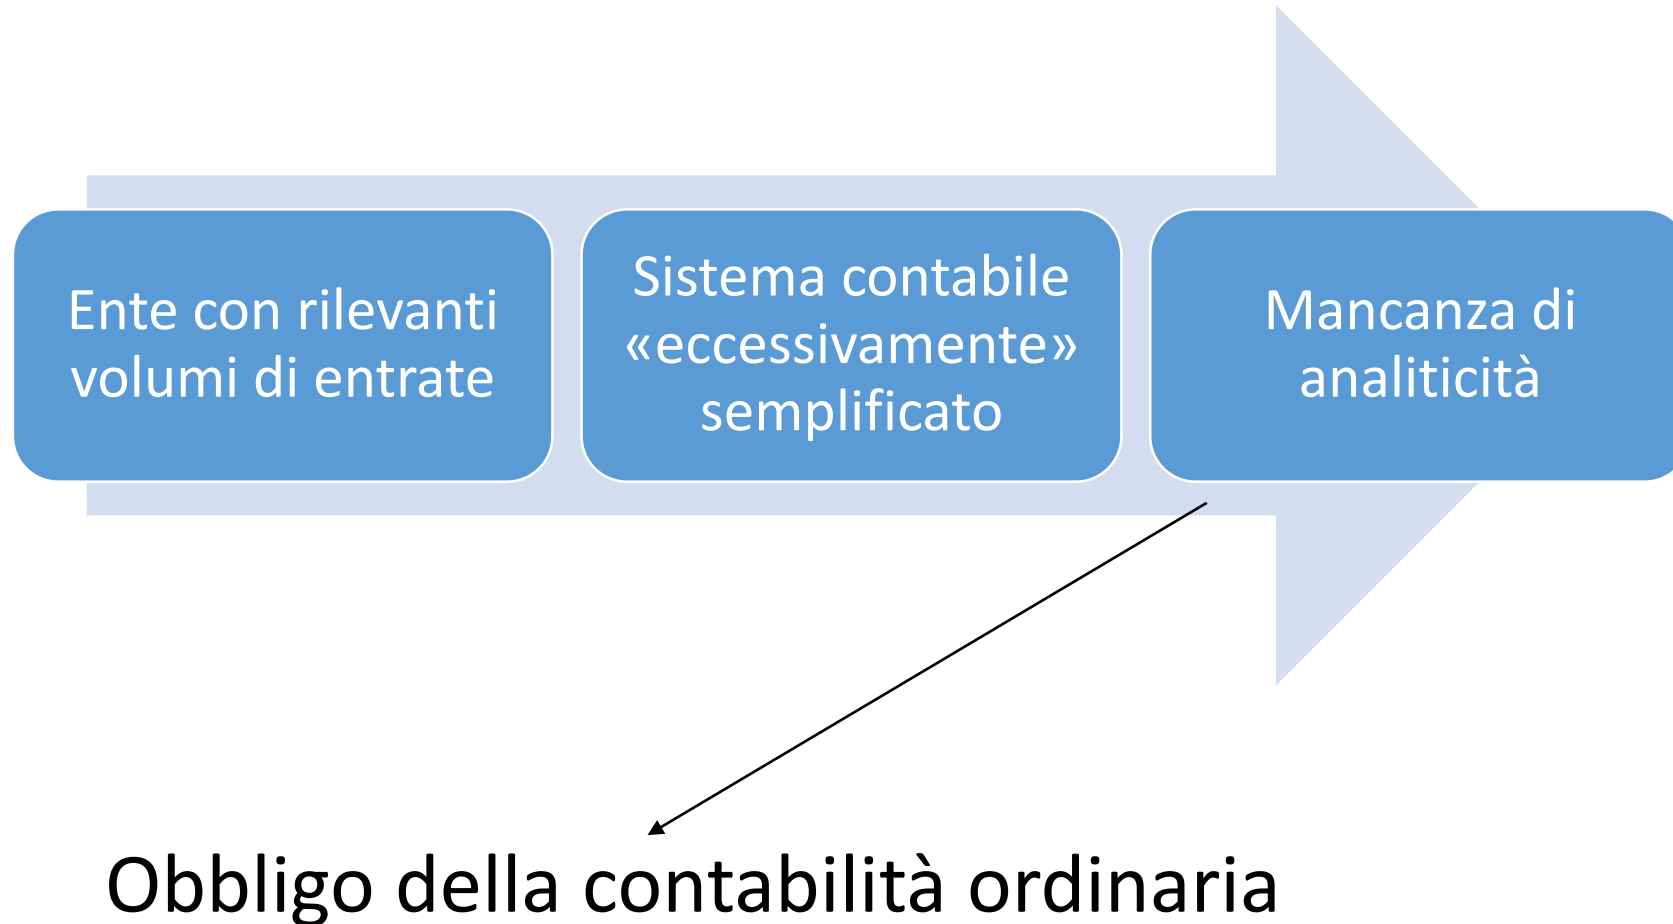 Ente con rilevanti
volumi di entrate
Sistema contabile
«eccessivamente»
semplificato
Mancanza di
analiticità
Obbligo della contabilità ordinaria